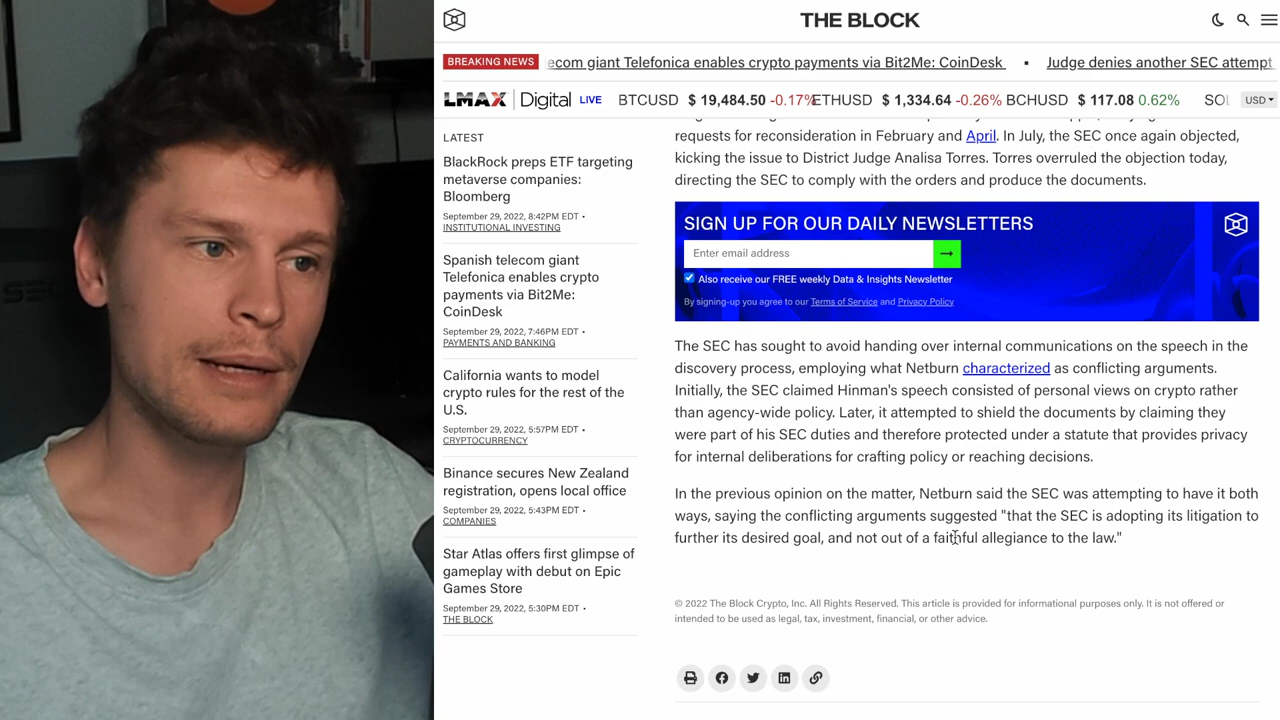 THE BLOCK
BREAKING NEWS
ecom giant Telefonica enables crypto payments via Bit2Me: CoinDesk ▪ Judge denies another SEC attempt
LMAX Digital LIVE BTCUSD $ 19,484.50 -0.17% ETHUSD $ 1,334.64 -0.26% BCHUSD $ 117.08 0.62% SOL USD
LATEST
BlackRock preps ETF targeting
metaverse companies:
Bloomberg
September 29, 2022, 8:42PM EDT •
INSTITUTIONAL INVESTING
Spanish telecom giant
Telefonica enables crypto
payments via Bit2Me:
CoinDesk
September 29, 2022, 7:46PM EDT •
PAYMENTS AND BANKING
California wants to model
crypto rules for the rest of the
U.S.
September 29, 2022, 5:57PM EDT •
CRYPTOCURRENCY
Binance secures New Zealand
registration, opens local office
September 29, 2022, 5:43PM EDT •
COMPANIES
Star Atlas offers first glimpse of
gameplay with debut on Epic
Games Store
September 29, 2022, 5:30PM EDT •
THE BLOCK
requests for reconsideration in February and April. In July, the SEC once again objected,
kicking the issue to District Judge Analisa Torres. Torres overruled the objection today,
directing the SEC to comply with the orders and produce the documents.
SIGN UP FOR OUR DAILY NEWSLETTERS
Enter email address →
Also receive our FREE weekly Data & Insights Newsletter
By signing-up you agree to our Terms of Service and Privacy Policy
The SEC has sought to avoid handing over internal communications on the speech in the
discovery process, employing what Netburn characterized as conflicting arguments.
Initially, the SEC claimed Hinman's speech consisted of personal views on crypto rather
than agency-wide policy. Later, it attempted to shield the documents by claiming they
were part of his SEC duties and therefore protected under a statute that provides privacy
for internal deliberations for crafting policy or reaching decisions.
In the previous opinion on the matter, Netburn said the SEC was attempting to have it both
ways, saying the conflicting arguments suggested "that the SEC is adopting its litigation to
further its desired goal, and not out of a faithful allegiance to the law."
© 2022 The Block Crypto, Inc. All Rights Reserved. This article is provided for informational purposes only. It is not offered or
intended to be used as legal, tax, investment, financial, or other advice.